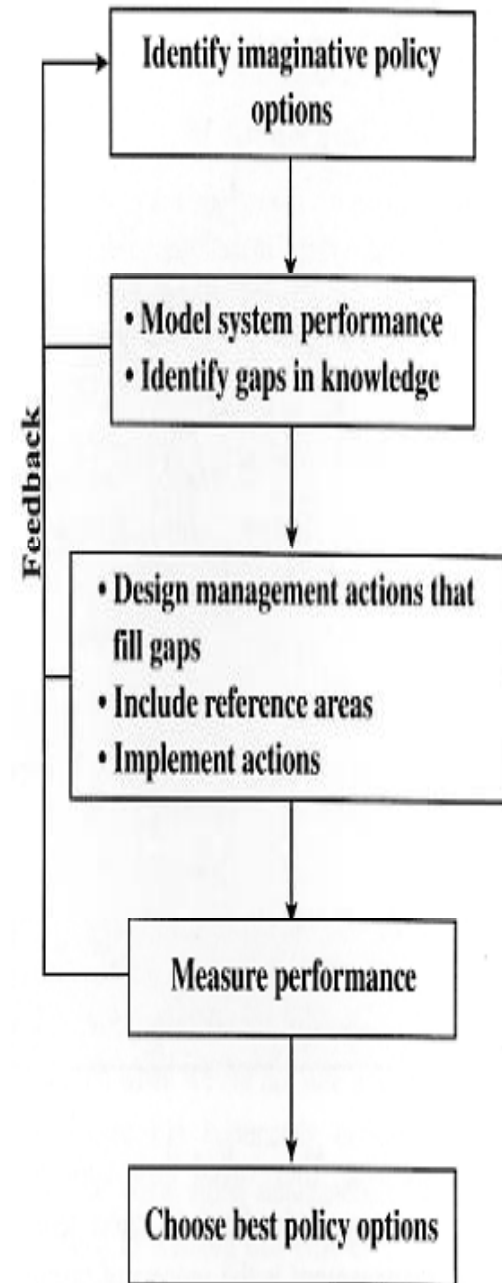 Identify imaginative policy
options
• Model system performance
• Identify gaps in knowledge
Feedback
• Design management actions that
fill gaps
• Include reference areas
• Implement actions
Measure performance
Choose best policy options